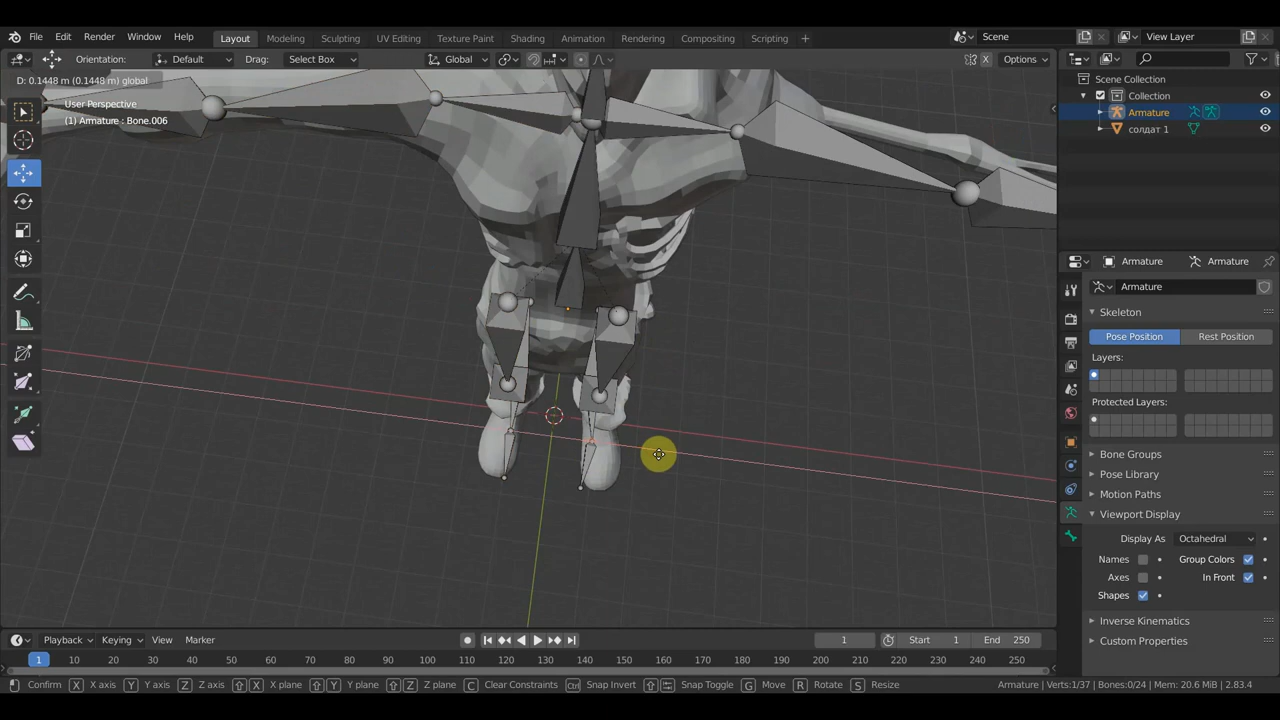 File Edit Render Window Help Layout Modeling Sculpting UV Editing Texture Paint Shading Animation Rendering Compositing Scripting + Scene View Layer
Orientation: Default Drag: Select Box Global X Options
D: 0.1448 m (0.1448 m) global
User Perspective
(1) Armature : Bone.006
Scene Collection
Collection
Armature
солдат 1
Armature Armature
Armature
Skeleton
Pose Position Rest Position
Layers:
Protected Layers:
Bone Groups
Pose Library
Motion Paths
Viewport Display
Display As Octahedral
Names Group Colors
Axes In Front
Shapes
Inverse Kinematics
Custom Properties
Playback Keying View Marker 1 Start 1 End 250
1 10 20 30 40 50 60 70 80 90 100 110 120 130 140 150 160 170 180 190 200 210 220 230 240 250
Confirm X X axis Y Y axis Z Z axis X X plane Y Y plane Z Z plane C Clear Constraints Ctrl Snap Invert Snap Toggle G Move R Rotate S Resize Armature | Verts:1/37 | Bones:0/24 | Mem: 20.6 MiB | 2.83.4